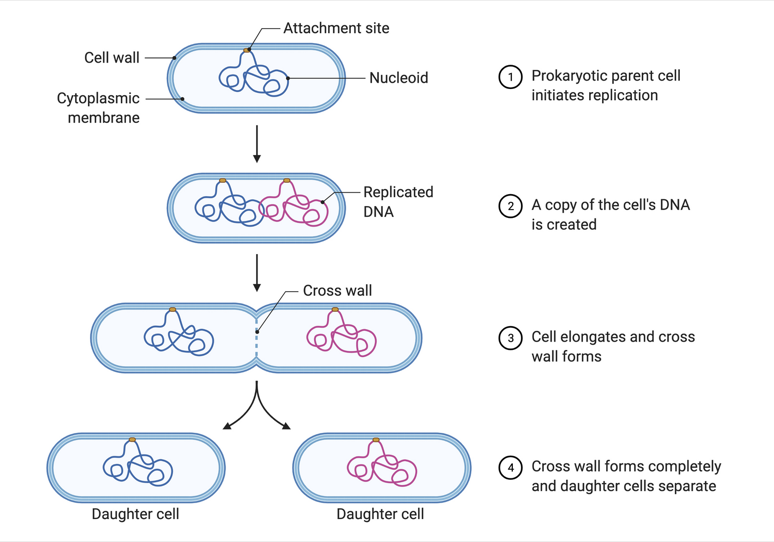 Attachment site
Cell wall
Nucleoid
Cytoplasmic
membrane
1 Prokaryotic parent cell
initiates replication
Replicated
DNA
2 A copy of the cell's DNA
is created
Cross wall
3 Cell elongates and cross
wall forms
4 Cross wall forms completely
and daughter cells separate
Daughter cell
Daughter cell